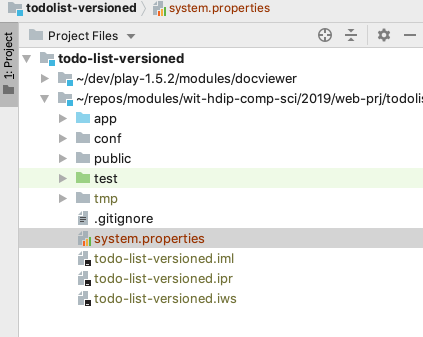 todolist-versioned system.properties
1: Project
Project Files
todo-list-versioned
~/dev/play-1.5.2/modules/docviewer
~/repos/modules/wit-hdip-comp-sci/2019/web-prj/todolis
app
conf
public
test
tmp
.gitignore
system.properties
todo-list-versioned.iml
todo-list-versioned.ipr
todo-list-versioned.iws